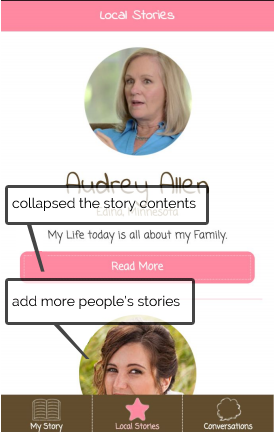 Local Stories
Audrey Allen
collapsed the story contents
Edina, Minnesota
My Life today is all about my Family.
Read More
add more people's stories
My Story
Local Stories
Conversations